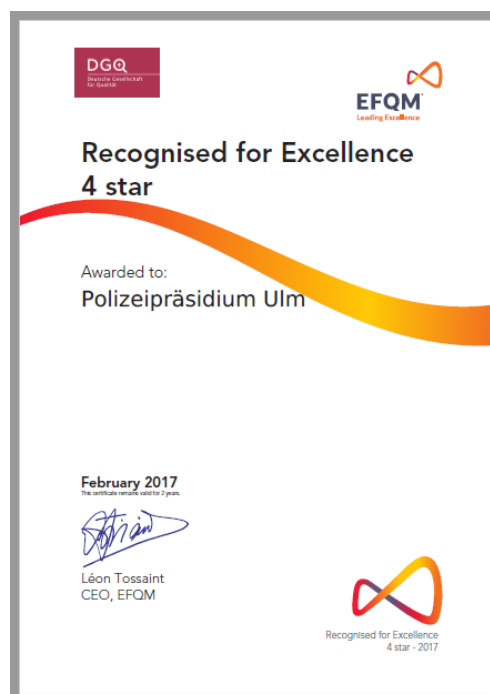 DGQ
Deutsche Gesellschaft
für Qualität
EFQM
Leading Excellence
Recognised for Excellence
4 star
Awarded to:
Polizeipräsidium Ulm
February 2017
This certificate remains valid for 2 years.
Léon Tossaint
CEO, EFQM
Recognised for Excellence
4 star - 2017